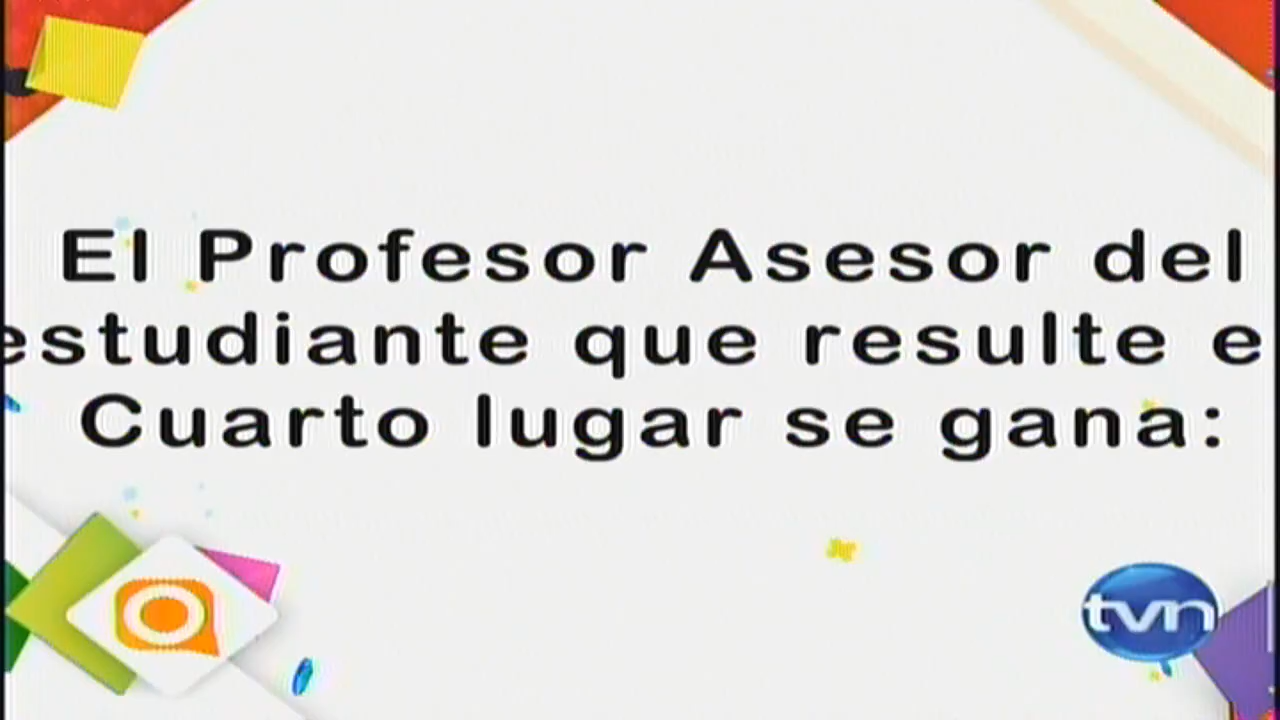 El Profesor Asesor del
estudiante que resulte e
Cuarto lugar se gana:
tvn